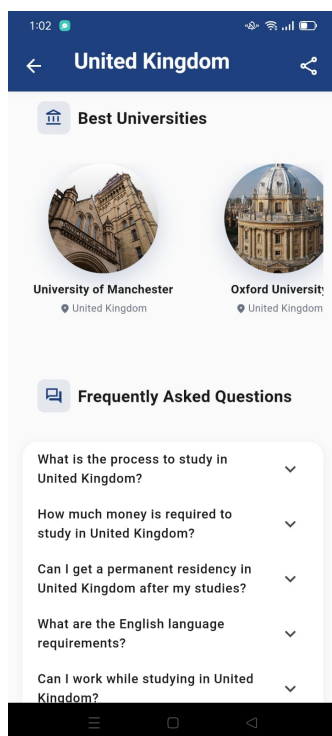 1:02
United Kingdom
Best Universities
University of Manchester
United Kingdom
Oxford University
United Kingdom
Frequently Asked Questions
What is the process to study in
United Kingdom?
How much money is required to
study in United Kingdom?
Can I get a permanent residency in
United Kingdom after my studies?
What are the English language
requirements?
Can I work while studying in United
Kingdom?